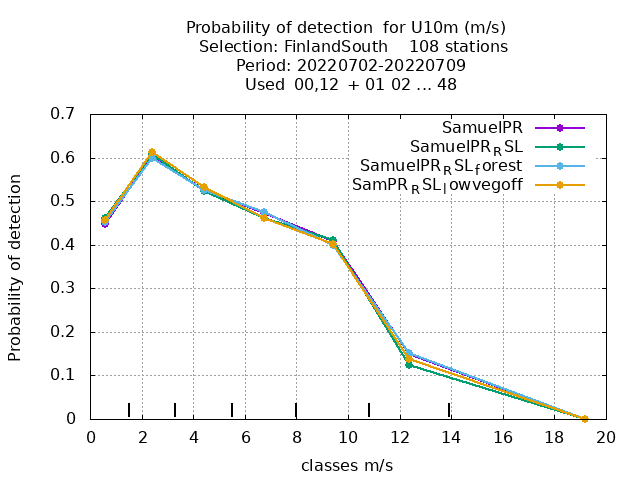 Probability of detection for U10m (m/s)
Selection: FinlandSouth 108 stations
Period: 20220702-20220709
Used 00,12 + 01 02 ... 48
0.7
0.6
0.5
0.4
0.3
0.2
0.1
0
Probability of detection
SamuelPR
SamuelPR_RSL
SamuelPR_RSL_forest
SamPR_RSL_lowvegoff
0 2 4 6 8 10 12 14 16 18 20
classes m/s